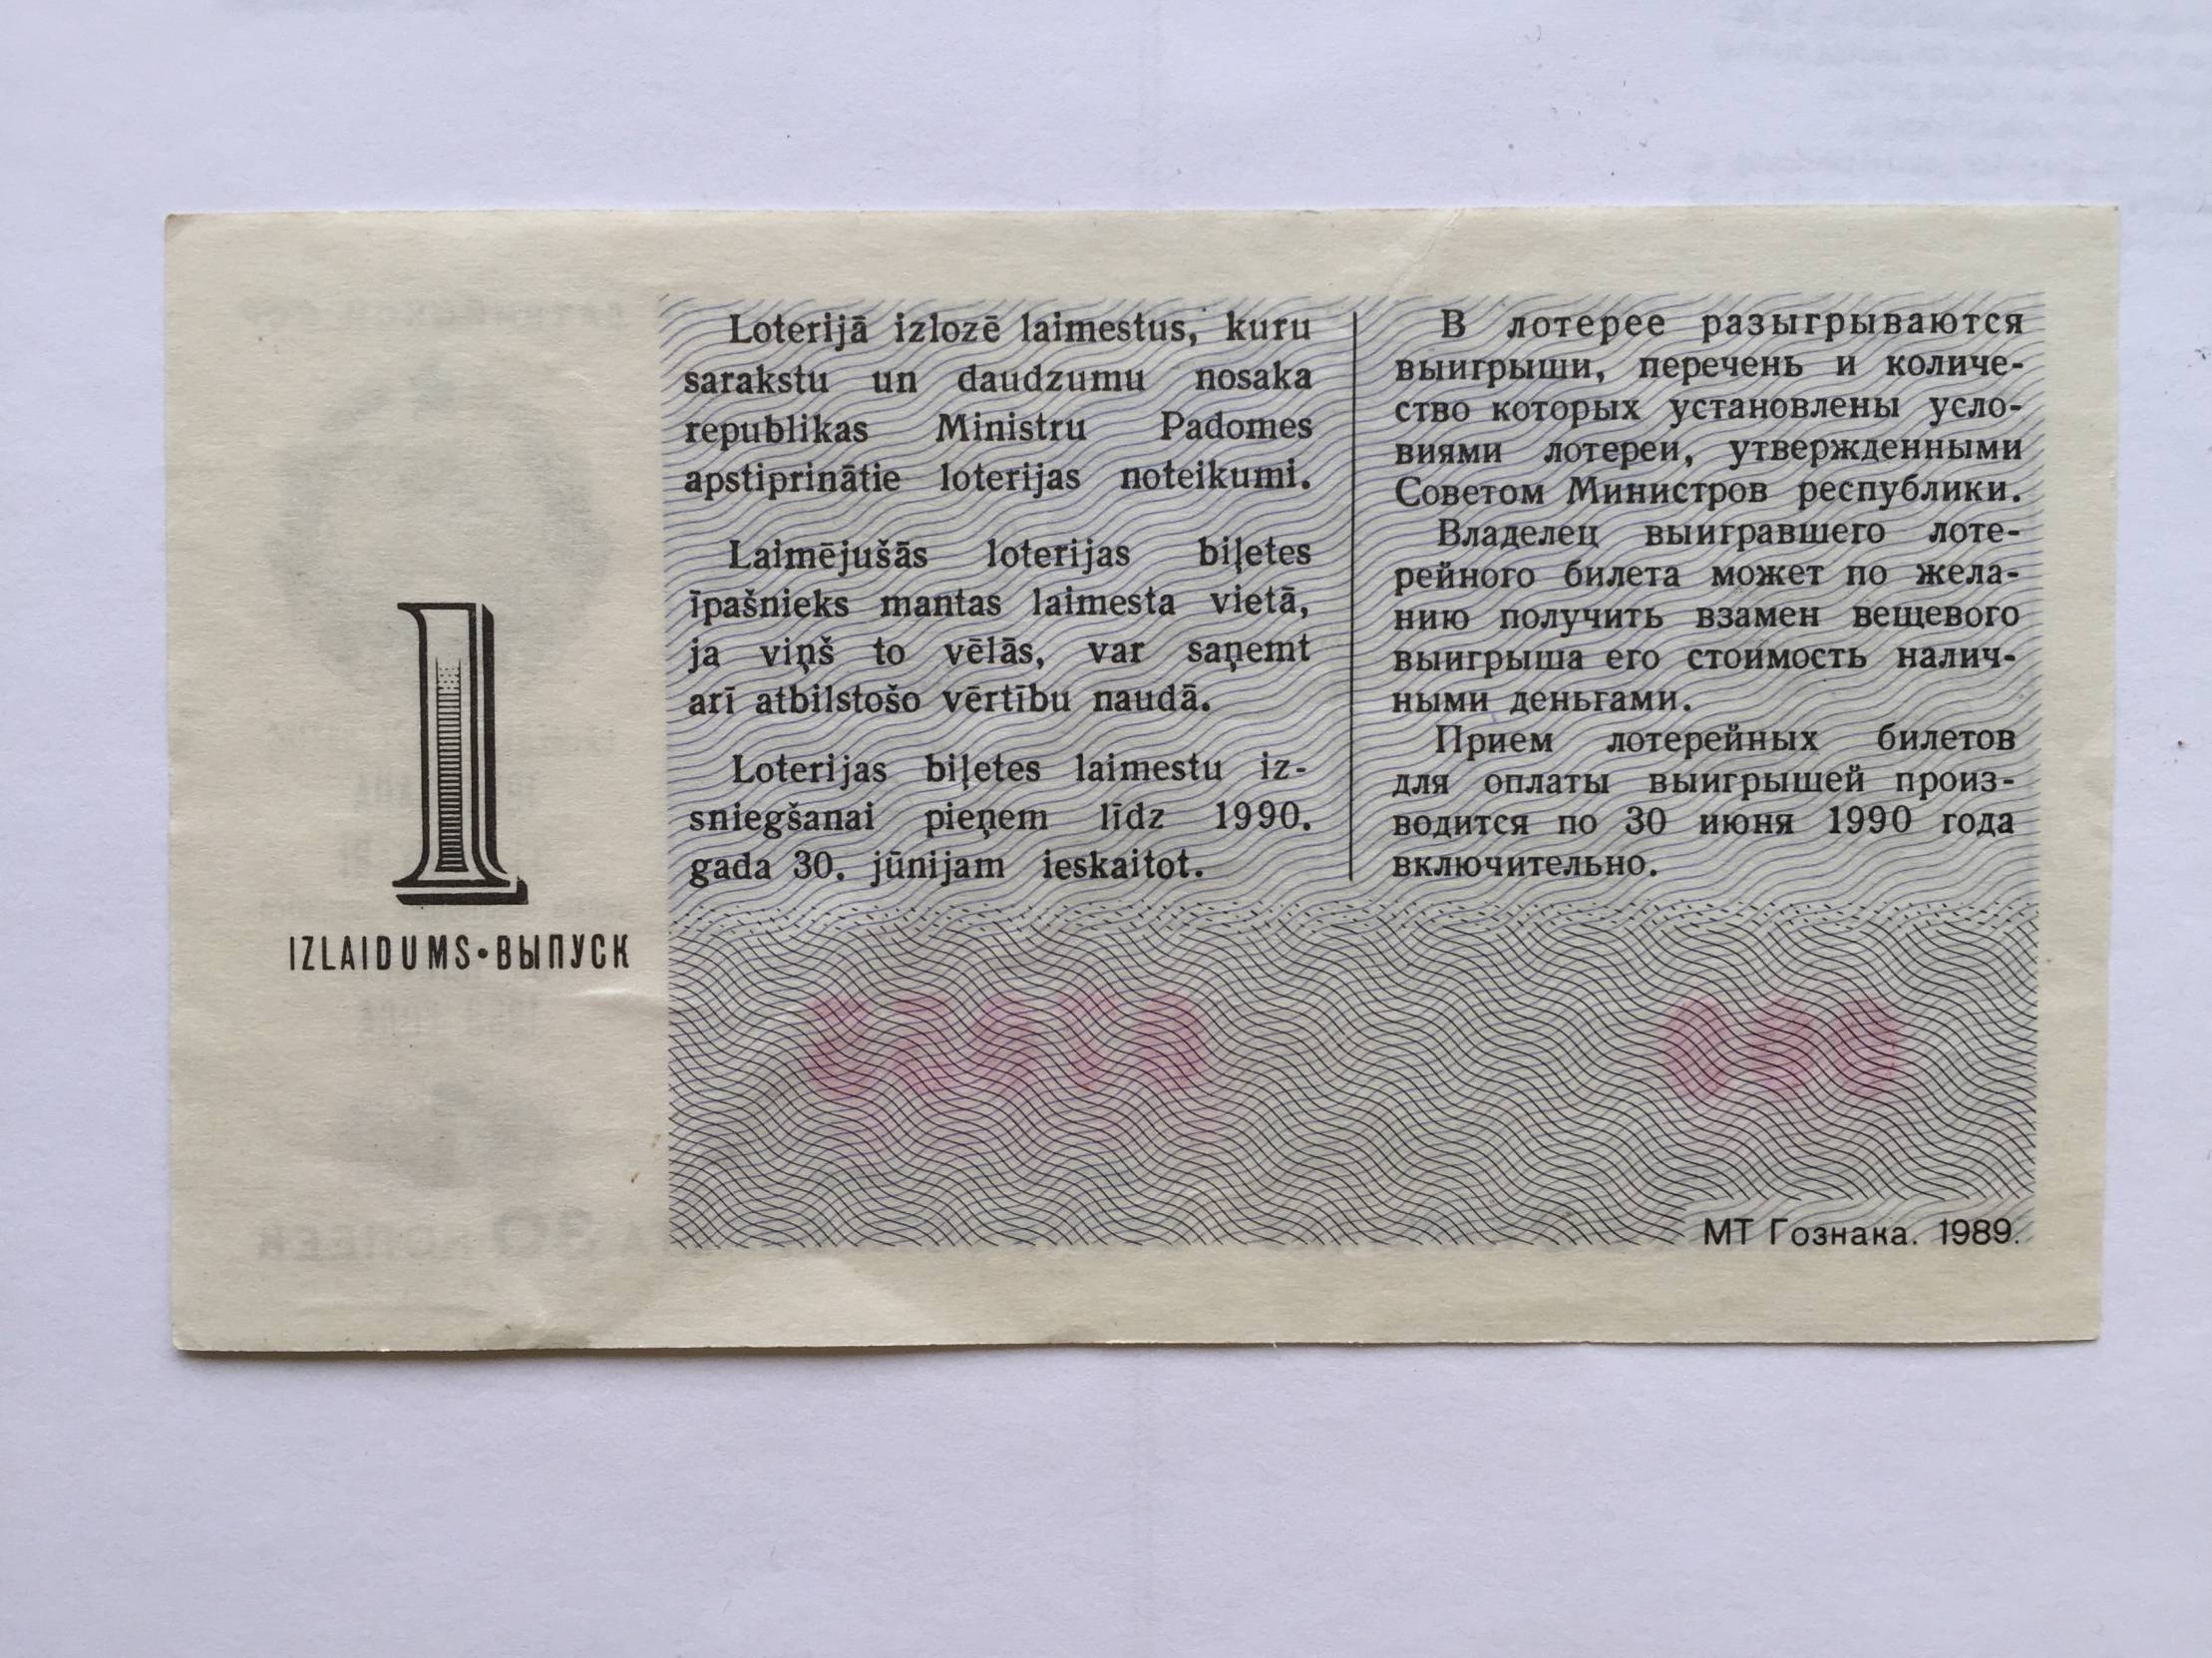 Loterijā izlozē laimestus, kuru
sarakstu un daudzumu nosaka
republikas Ministru Padomes
apstiprinātie loterijas noteikumi.
Laimējušās loterijas biļetes
īpašnieks mantas laimesta vietā,
ja viņš to vēlās, var saņemt
arī atbilstošo vērtību naudā.
Loterijas biļetes laimestu iz-
sniegšanai pieņem līdz 1990.
gada 30. jūnijam ieskaitot.
В лотерее разыгрываются
выигрыши, перечень и количе-
ство которых установлены усло-
виями лотереи, утвержденными
Советом Министров республики.
Владелец выигравшего лоте-
рейного билета может по жела-
нию получить взамен вещевого
выигрыша его стоимость налич-
ными деньгами.
Прием лотерейных билетов
для оплаты выигрышей произ-
водится по 30 июня 1990 года
включительно.
1
IZLAIDUMS•ВЫПУСК
МТ Гознака. 1989.